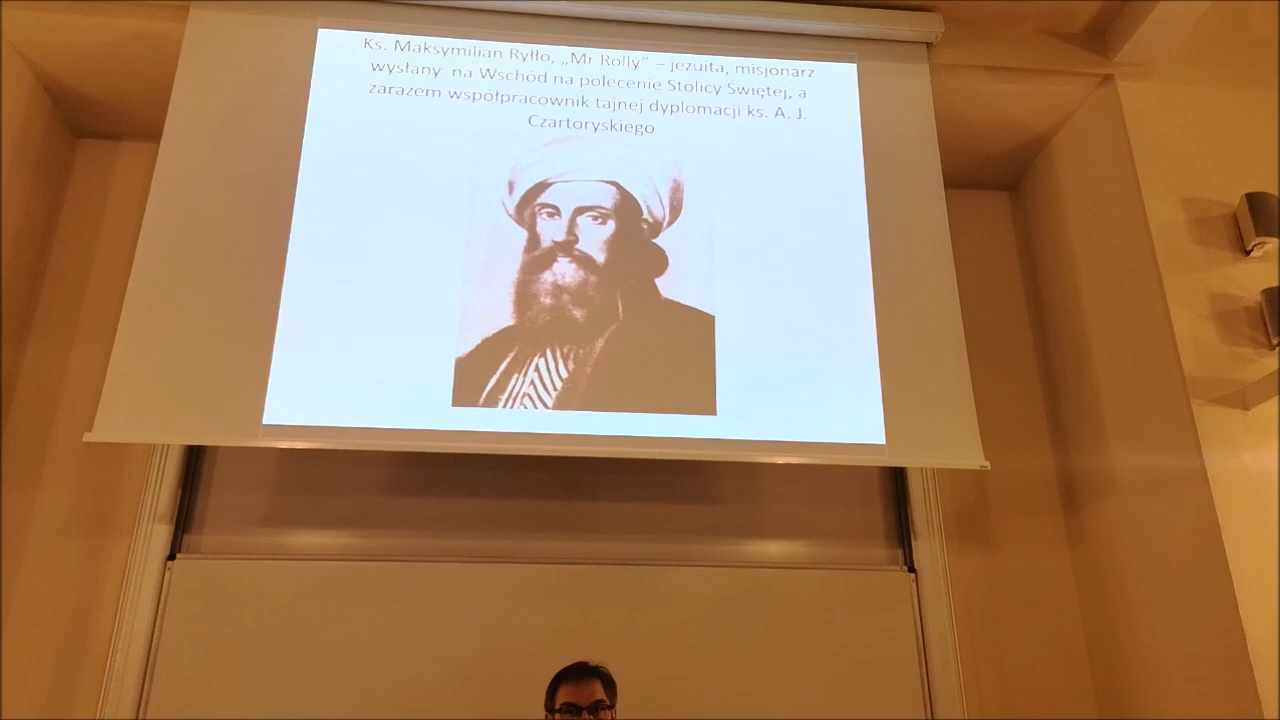 Ks. Maksymilian Ryłło, „Mr Rolly” – jezuita, misjonarz
wysłany na Wschód na polecenie Stolicy Świętej, a
zarazem współpracownik tajnej dyplomacji ks. A. J.
Czartoryskiego